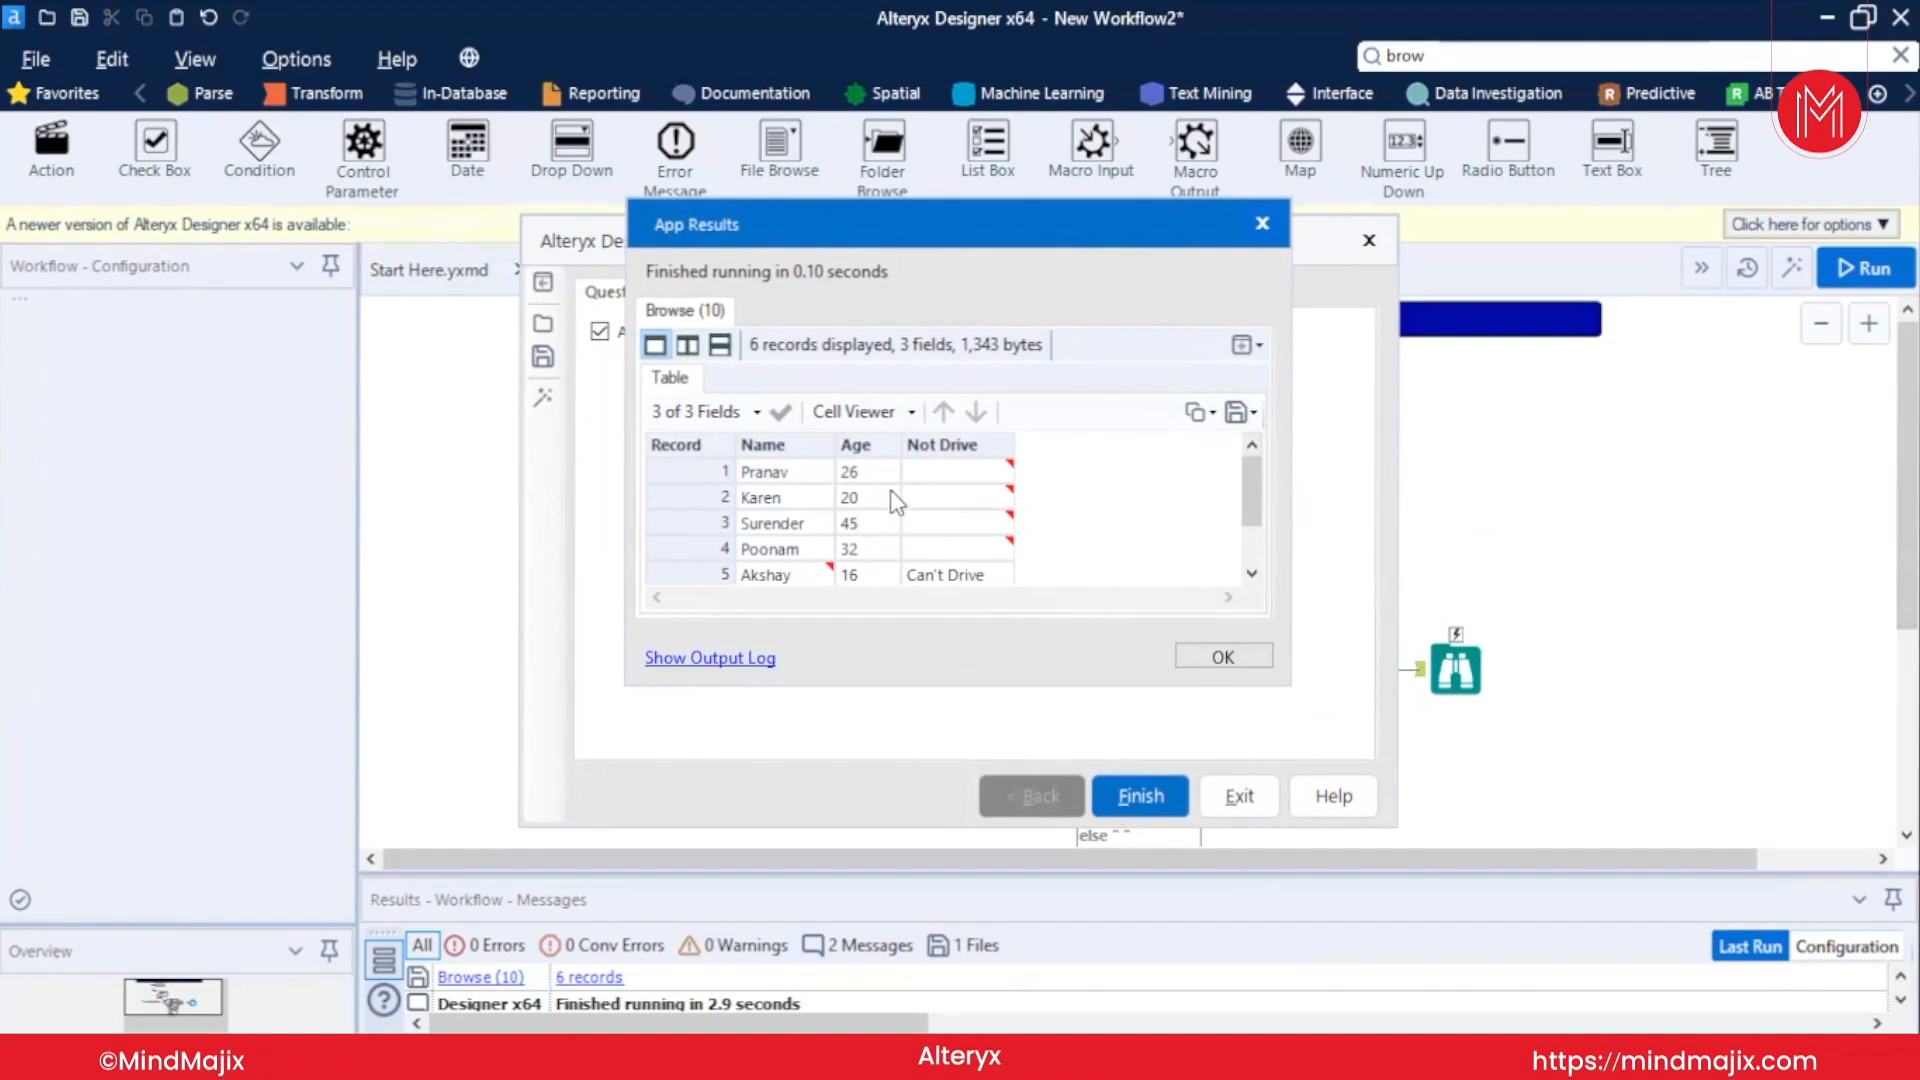 Alteryx Designer x64 - New Workflow2*
File Edit View Options Help
brow
Favorites Parse Transform In-Database Reporting Documentation Spatial Machine Learning Text Mining Interface Data Investigation Predictive
Action Check Box Condition Control Parameter Date Drop Down Error Message File Browse Folder Browse List Box Macro Input Macro Output Map Numeric Up Down Radio Button Text Box Tree
A newer version of Alteryx Designer x64 is available:
Click here for options ▼
Workflow - Configuration
Start Here.yxmd
Run
Alteryx De
App Results
Finished running in 0.10 seconds
Browse (10)
6 records displayed, 3 fields, 1,343 bytes
Table
3 of 3 Fields Cell Viewer
Record Name Age Not Drive
1 Pranav 26
2 Karen 20
3 Surender 45
4 Poonam 32
5 Akshay 16 Can't Drive
Show Output Log
OK
< Back Finish Exit Help
else " "
Results - Workflow - Messages
All 0 Errors 0 Conv Errors 0 Warnings 2 Messages 1 Files
Last Run Configuration
Browse (10) 6 records
Designer x64 Finished running in 2.9 seconds
Overview
©MindMajix
Alteryx
https://mindmajix.com